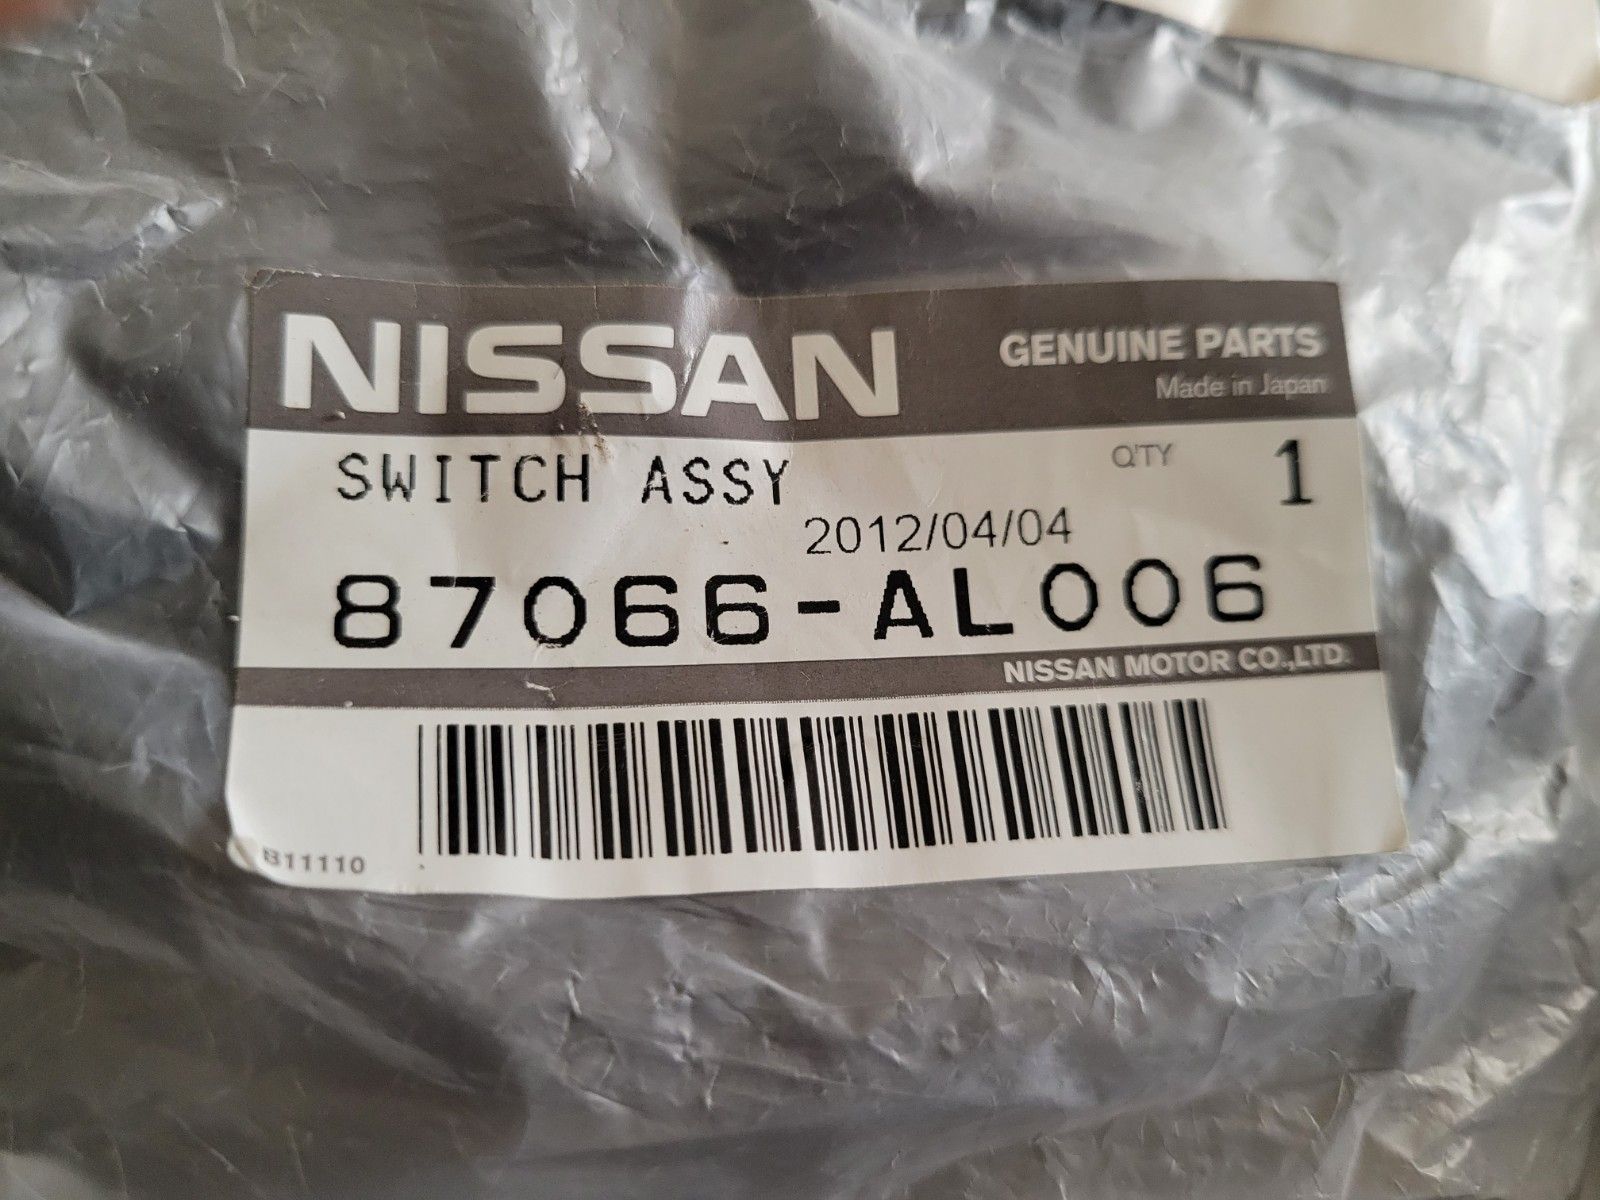 NISSAN
GENUINE PARTS
Made in Japan
SWITCH ASSY
Q'TY 1
2012/04/04
87066-AL006
NISSAN MOTOR CO.,LTD.
B11110